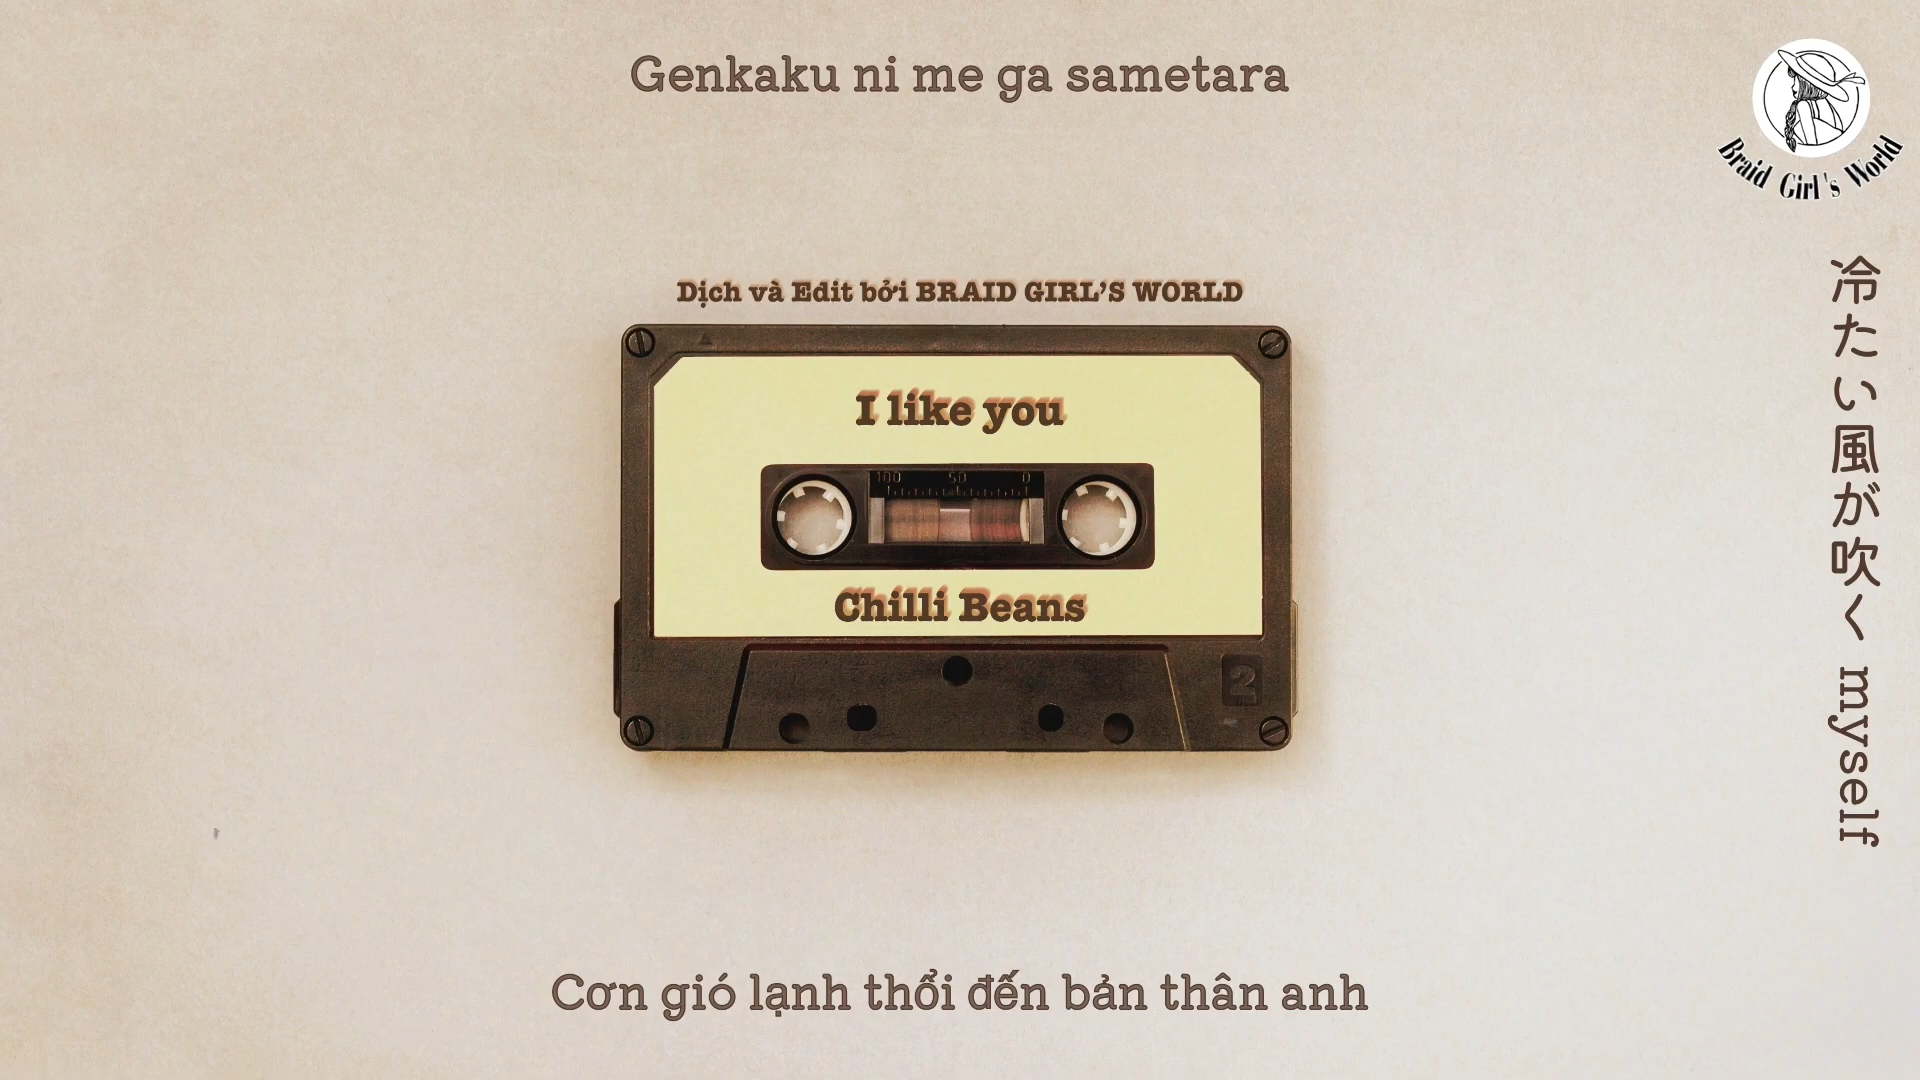 Genkaku ni me ga sametara
Braid Girl's World
Dịch và Edit bởi BRAID GIRL'S WORLD
I like you
100 50 0
Chilli Beans
2
冷たい風が吹く myself
Cơn gió lạnh thổi đến bản thân anh